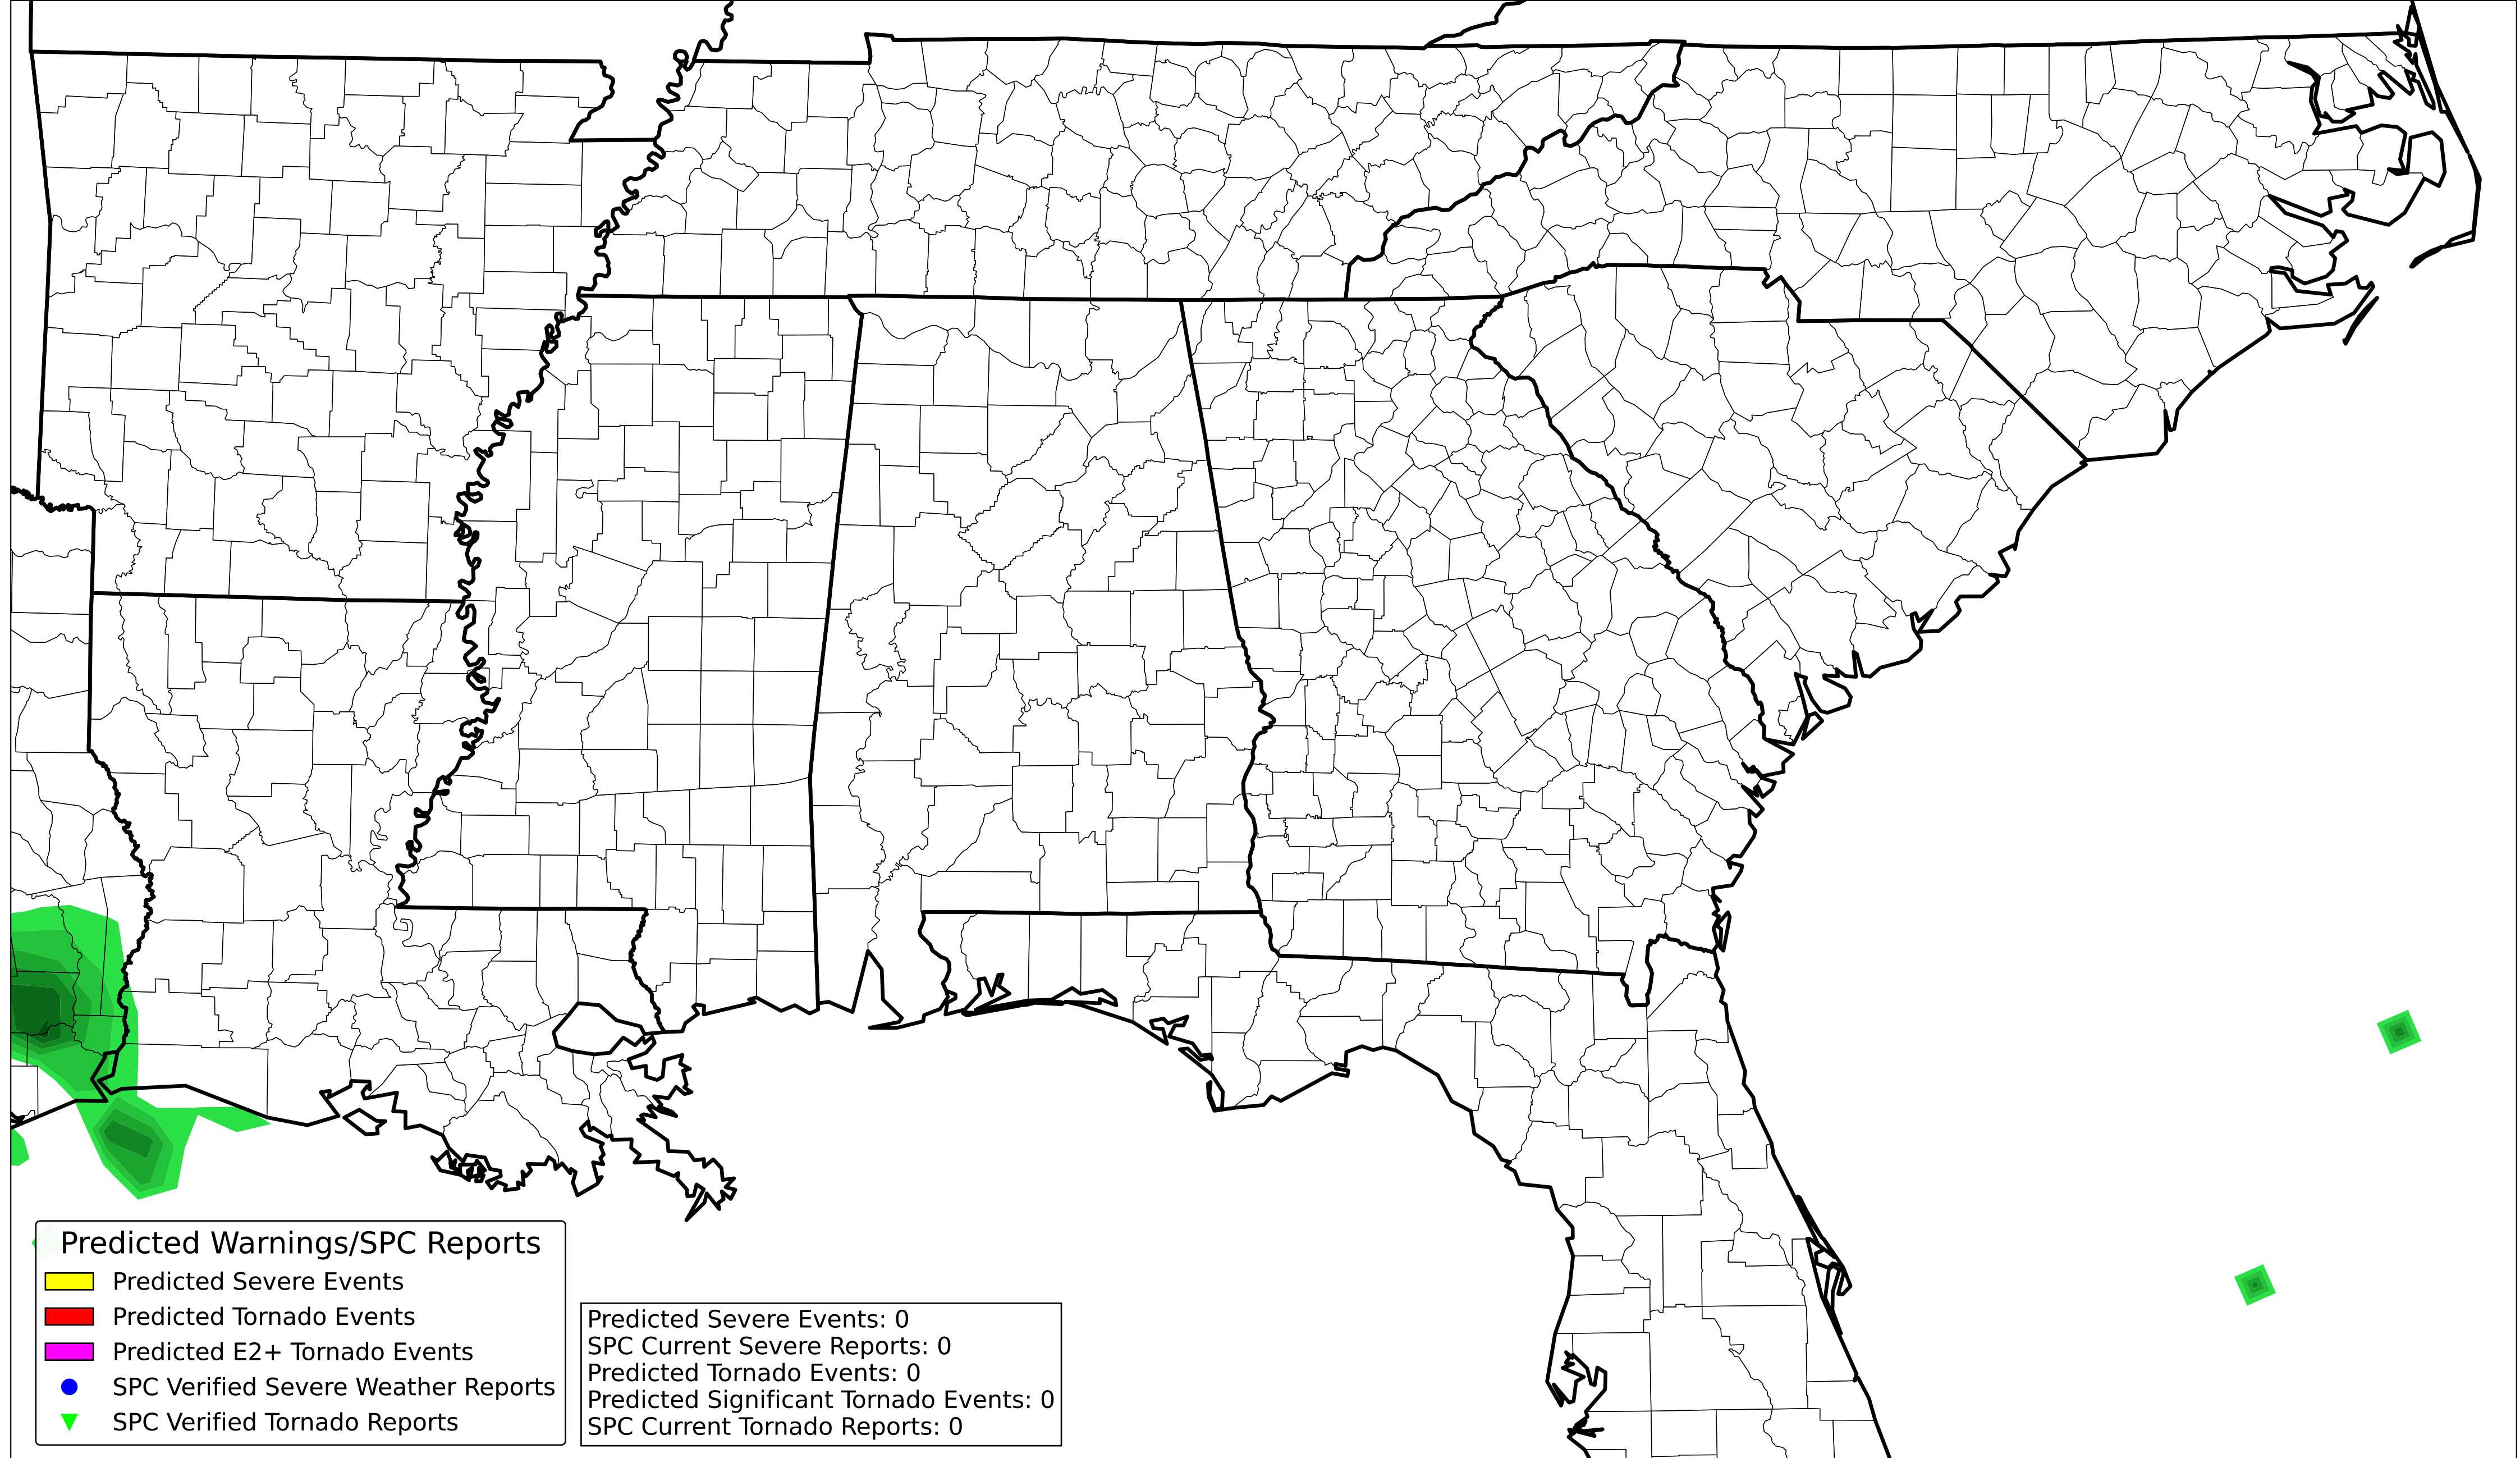 Predicted Warnings/SPC Reports
Predicted Severe Events
Predicted Tornado Events
Predicted E2+ Tornado Events
SPC Verified Severe Weather Reports
SPC Verified Tornado Reports
Predicted Severe Events: 0
SPC Current Severe Reports: 0
Predicted Tornado Events: 0
Predicted Significant Tornado Events: 0
SPC Current Tornado Reports: 0